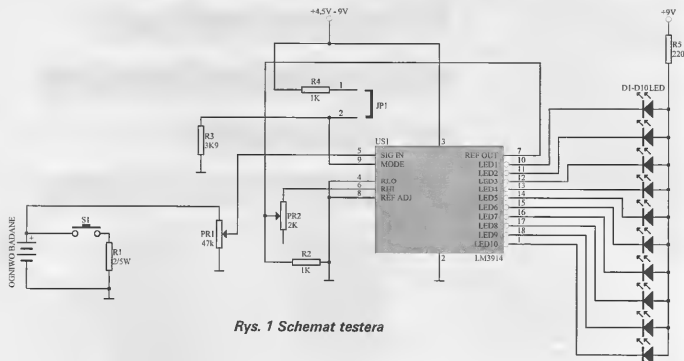 +4,5V - 9V
+9V
R5
220
R4
1K
1
JP1
2
D1-D10LED
R3
3K9
US1
3
5
SIG IN
REF OUT
7
9
MODE
LED1
10
LED2
11
4
RLO
LED3
12
6
RHI
LED4
13
8
REF ADJ
LED5
14
LED6
15
LED7
16
LED8
17
LED9
18
LED10
1
2
LM3914
OGNIWO BADANE
+
S1
R1
2/5W
PR1
47k
PR2
2K
R2
1K
Rys. 1 Schemat testera